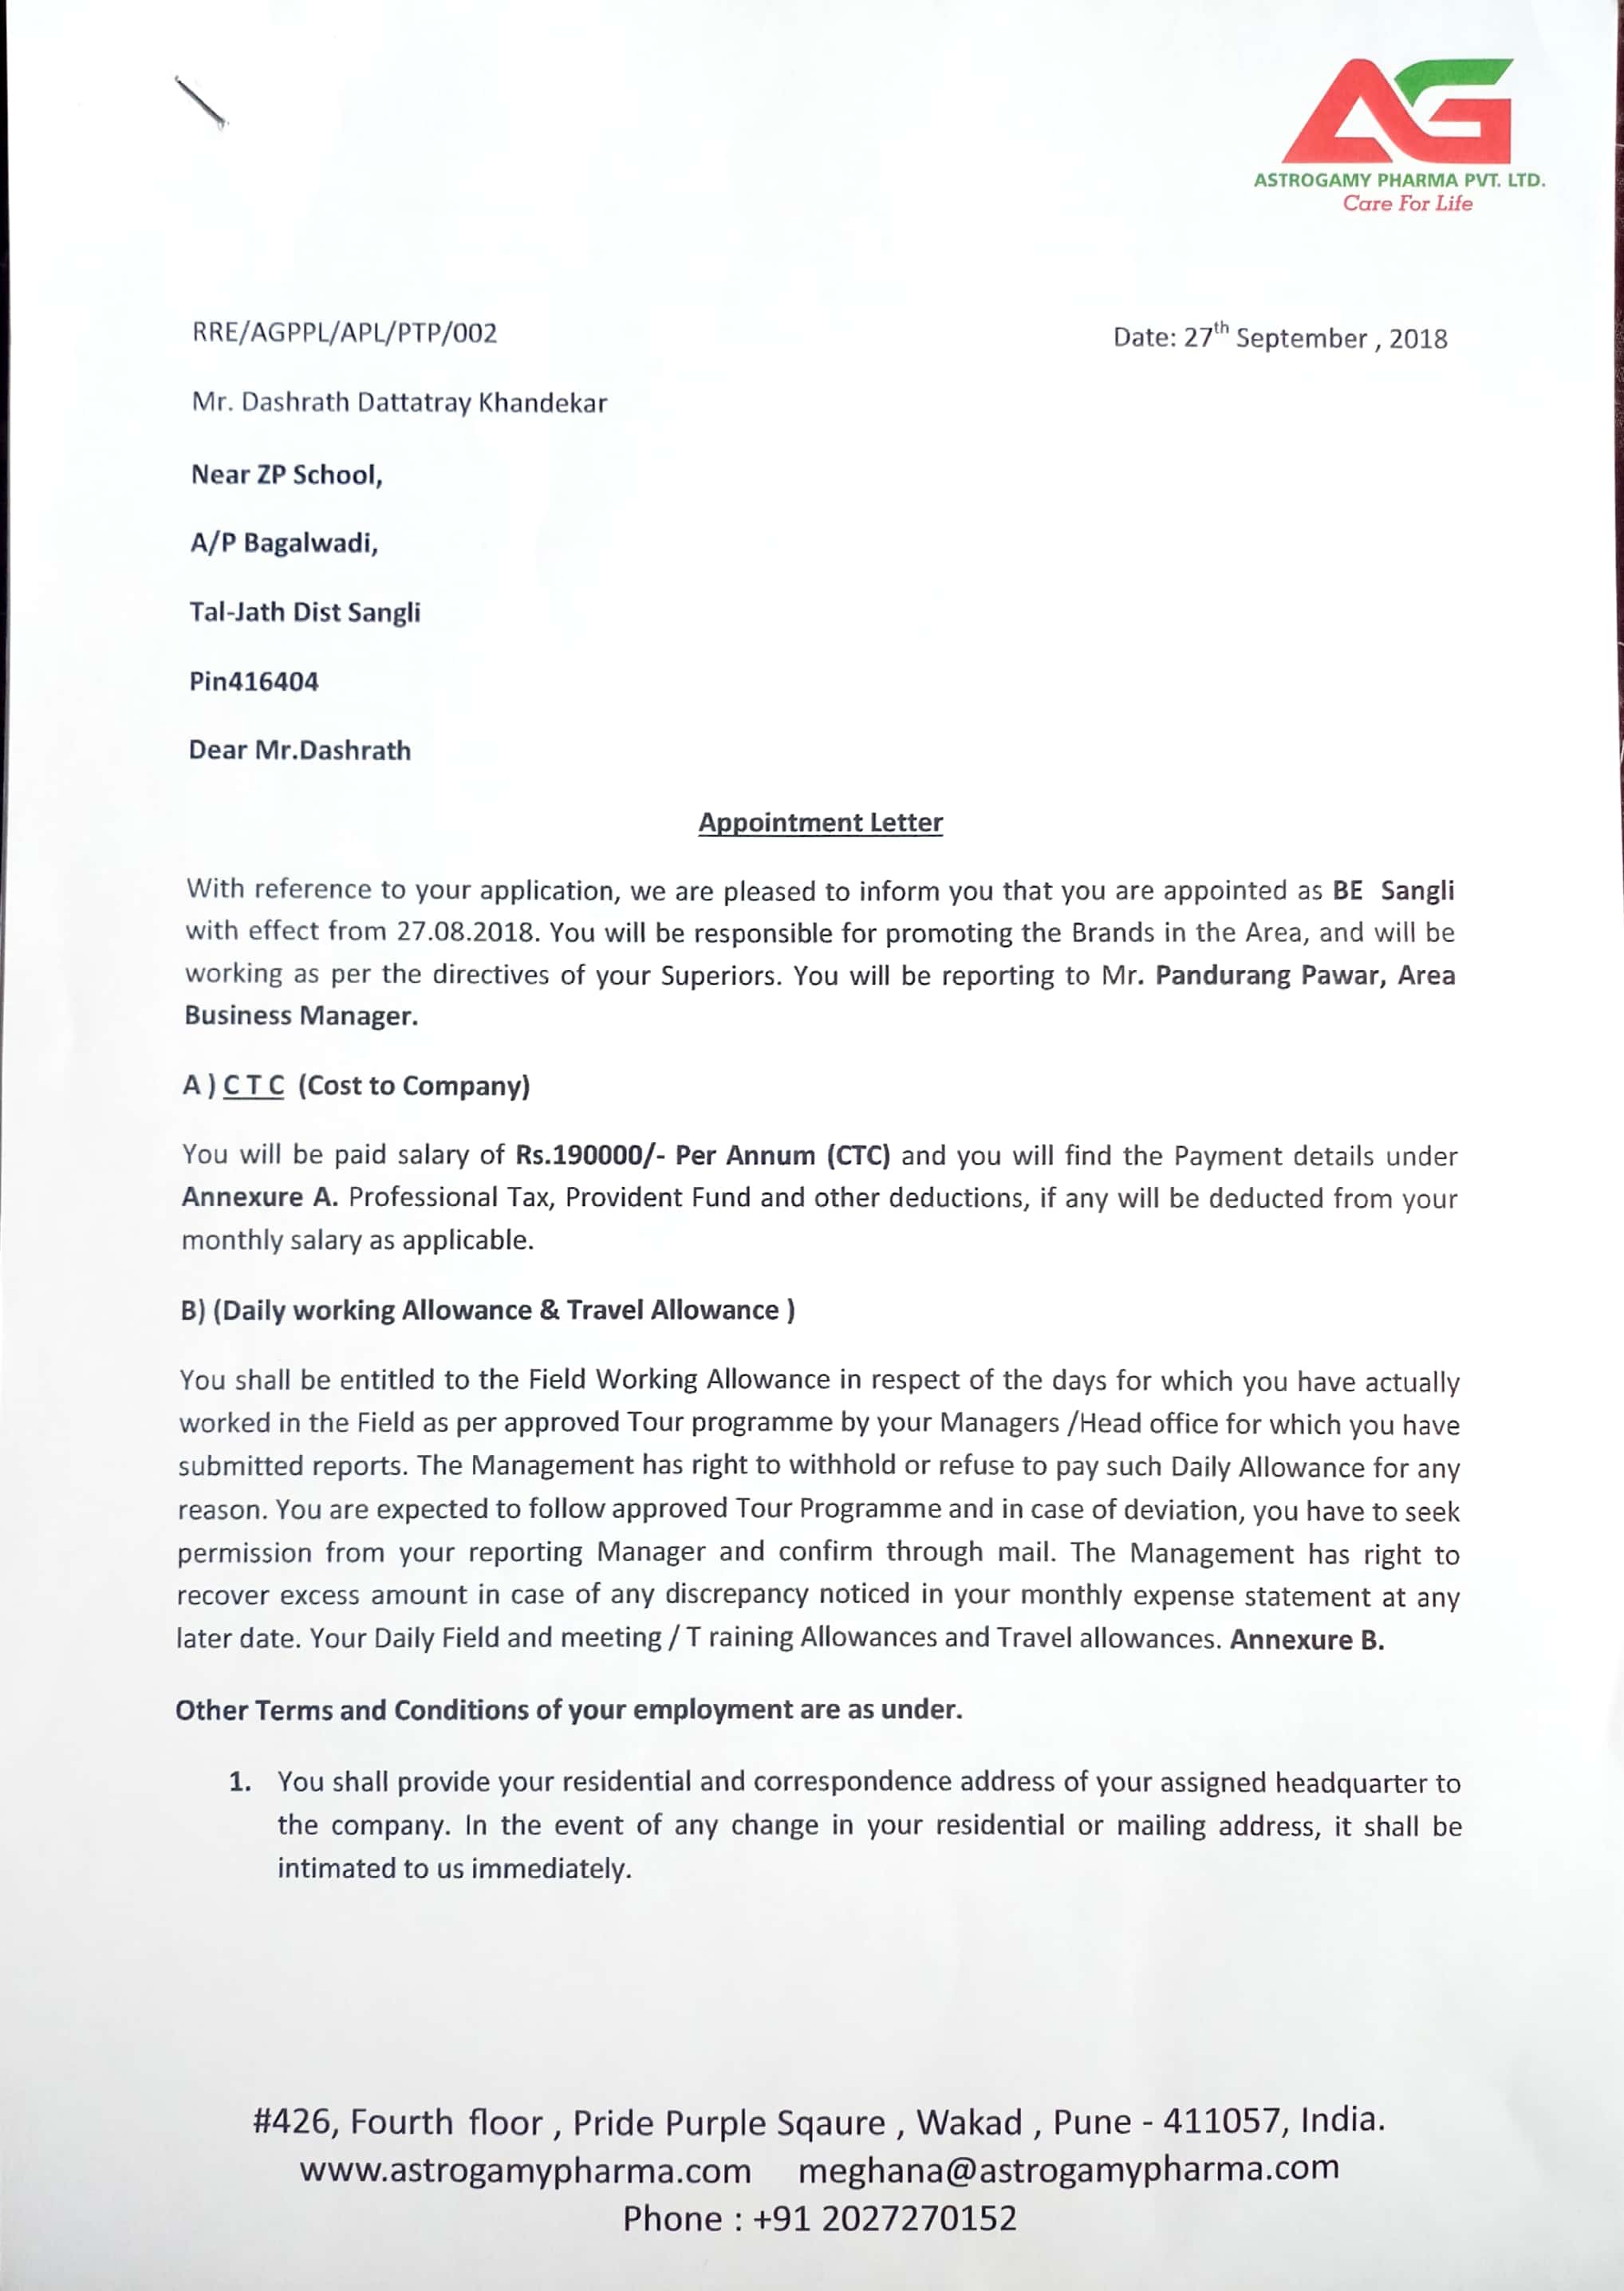 AG
ASTROGAMY PHARMA PVT. LTD.
Care For Life
RRE/AGPPL/APL/PTP/002 Date: 27th September , 2018
Mr. Dashrath Dattatray Khandekar
Near ZP School,
A/P Bagalwadi,
Tal-Jath Dist Sangli
Pin416404
Dear Mr.Dashrath
Appointment Letter
With reference to your application, we are pleased to inform you that you are appointed as BE Sangli
with effect from 27.08.2018. You will be responsible for promoting the Brands in the Area, and will be
working as per the directives of your Superiors. You will be reporting to Mr. Pandurang Pawar, Area
Business Manager.
A ) C T C (Cost to Company)
You will be paid salary of Rs.190000/- Per Annum (CTC) and you will find the Payment details under
Annexure A. Professional Tax, Provident Fund and other deductions, if any will be deducted from your
monthly salary as applicable.
B) (Daily working Allowance & Travel Allowance )
You shall be entitled to the Field Working Allowance in respect of the days for which you have actually
worked in the Field as per approved Tour programme by your Managers /Head office for which you have
submitted reports. The Management has right to withhold or refuse to pay such Daily Allowance for any
reason. You are expected to follow approved Tour Programme and in case of deviation, you have to seek
permission from your reporting Manager and confirm through mail. The Management has right to
recover excess amount in case of any discrepancy noticed in your monthly expense statement at any
later date. Your Daily Field and meeting / T raining Allowances and Travel allowances. Annexure B.
Other Terms and Conditions of your employment are as under.
1. You shall provide your residential and correspondence address of your assigned headquarter to
the company. In the event of any change in your residential or mailing address, it shall be
intimated to us immediately.
#426, Fourth floor , Pride Purple Sqaure , Wakad , Pune - 411057, India.
www.astrogamypharma.com meghana@astrogamypharma.com
Phone : +91 2027270152